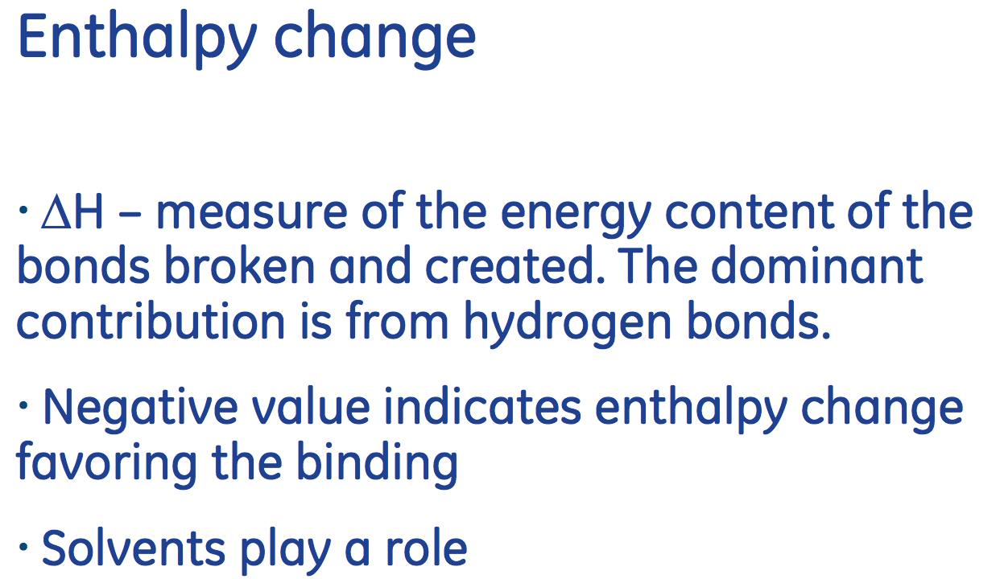 Enthalpy change
· ΔH – measure of the energy content of the
bonds broken and created. The dominant
contribution is from hydrogen bonds.
· Negative value indicates enthalpy change
favoring the binding
· Solvents play a role